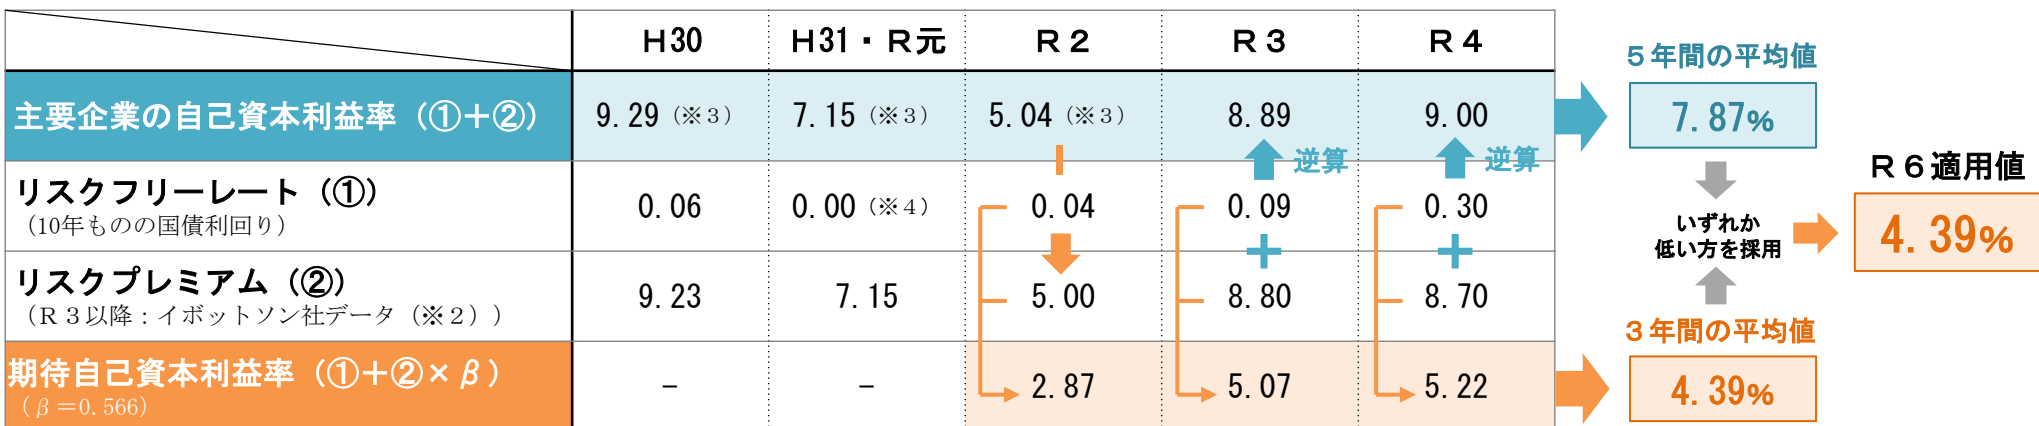 H30 H31・R元 R2 R3 R4
5年間の平均値
主要企業の自己資本利益率（①＋②） 9.29（※3） 7.15（※3） 5.04（※3） 8.89 9.00
7.87%
逆算 逆算
リスクフリーレート（①） 0.06 0.00（※4） 0.04 0.09 0.30
（10年ものの国債利回り）
R6適用値
いずれか
低い方を採用
4.39%
＋ ＋
リスクプレミアム（②） 9.23 7.15 5.00 8.80 8.70
（R3以降：イボットソン社データ（※2））
3年間の平均値
期待自己資本利益率（①＋②×β） － － 2.87 5.07 5.22
（β＝0.566）
4.39%